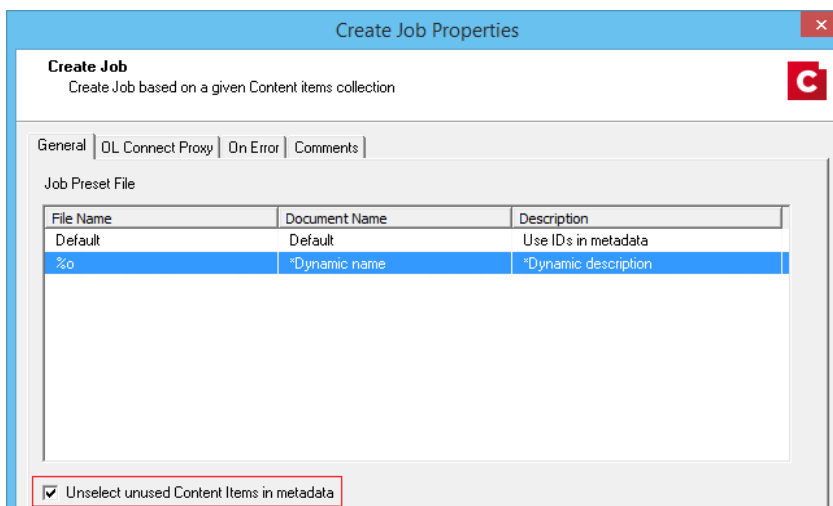 Create Job Properties
Create Job
Create Job based on a given Content items collection
C
General OL Connect Proxy On Error Comments
Job Preset File
File Name Document Name Description
Default Default Use IDs in metadata
%o *Dynamic name *Dynamic description
Unselect unused Content Items in metadata